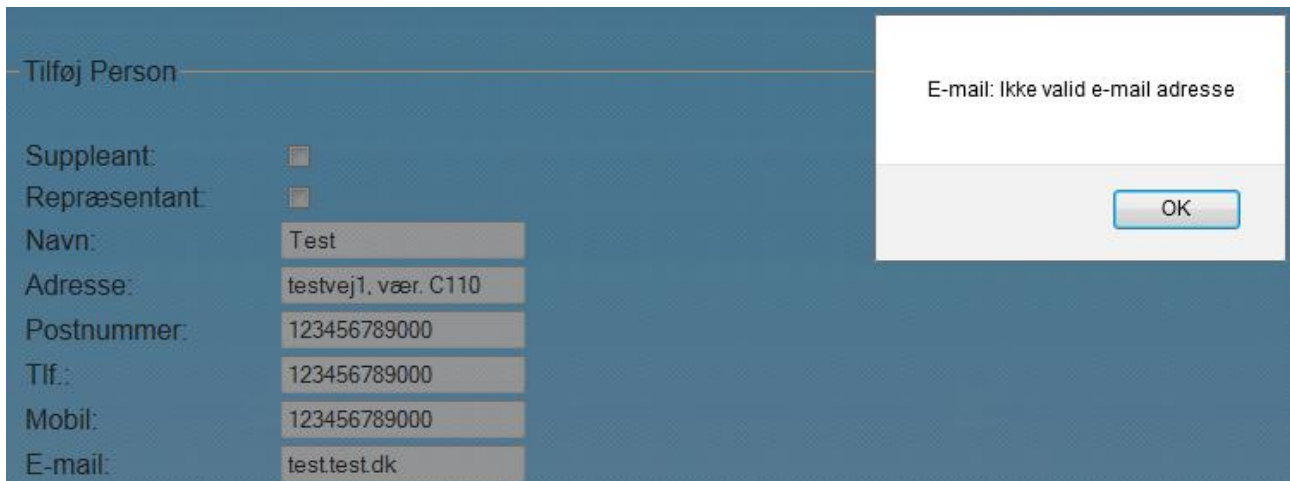 Tilføj Person
Suppleant:
Repræsentant:
Navn: Test
Adresse: testvej1, vær. C110
Postnummer: 123456789000
Tlf.: 123456789000
Mobil: 123456789000
E-mail: test.test.dk
E-mail: Ikke valid e-mail adresse
OK